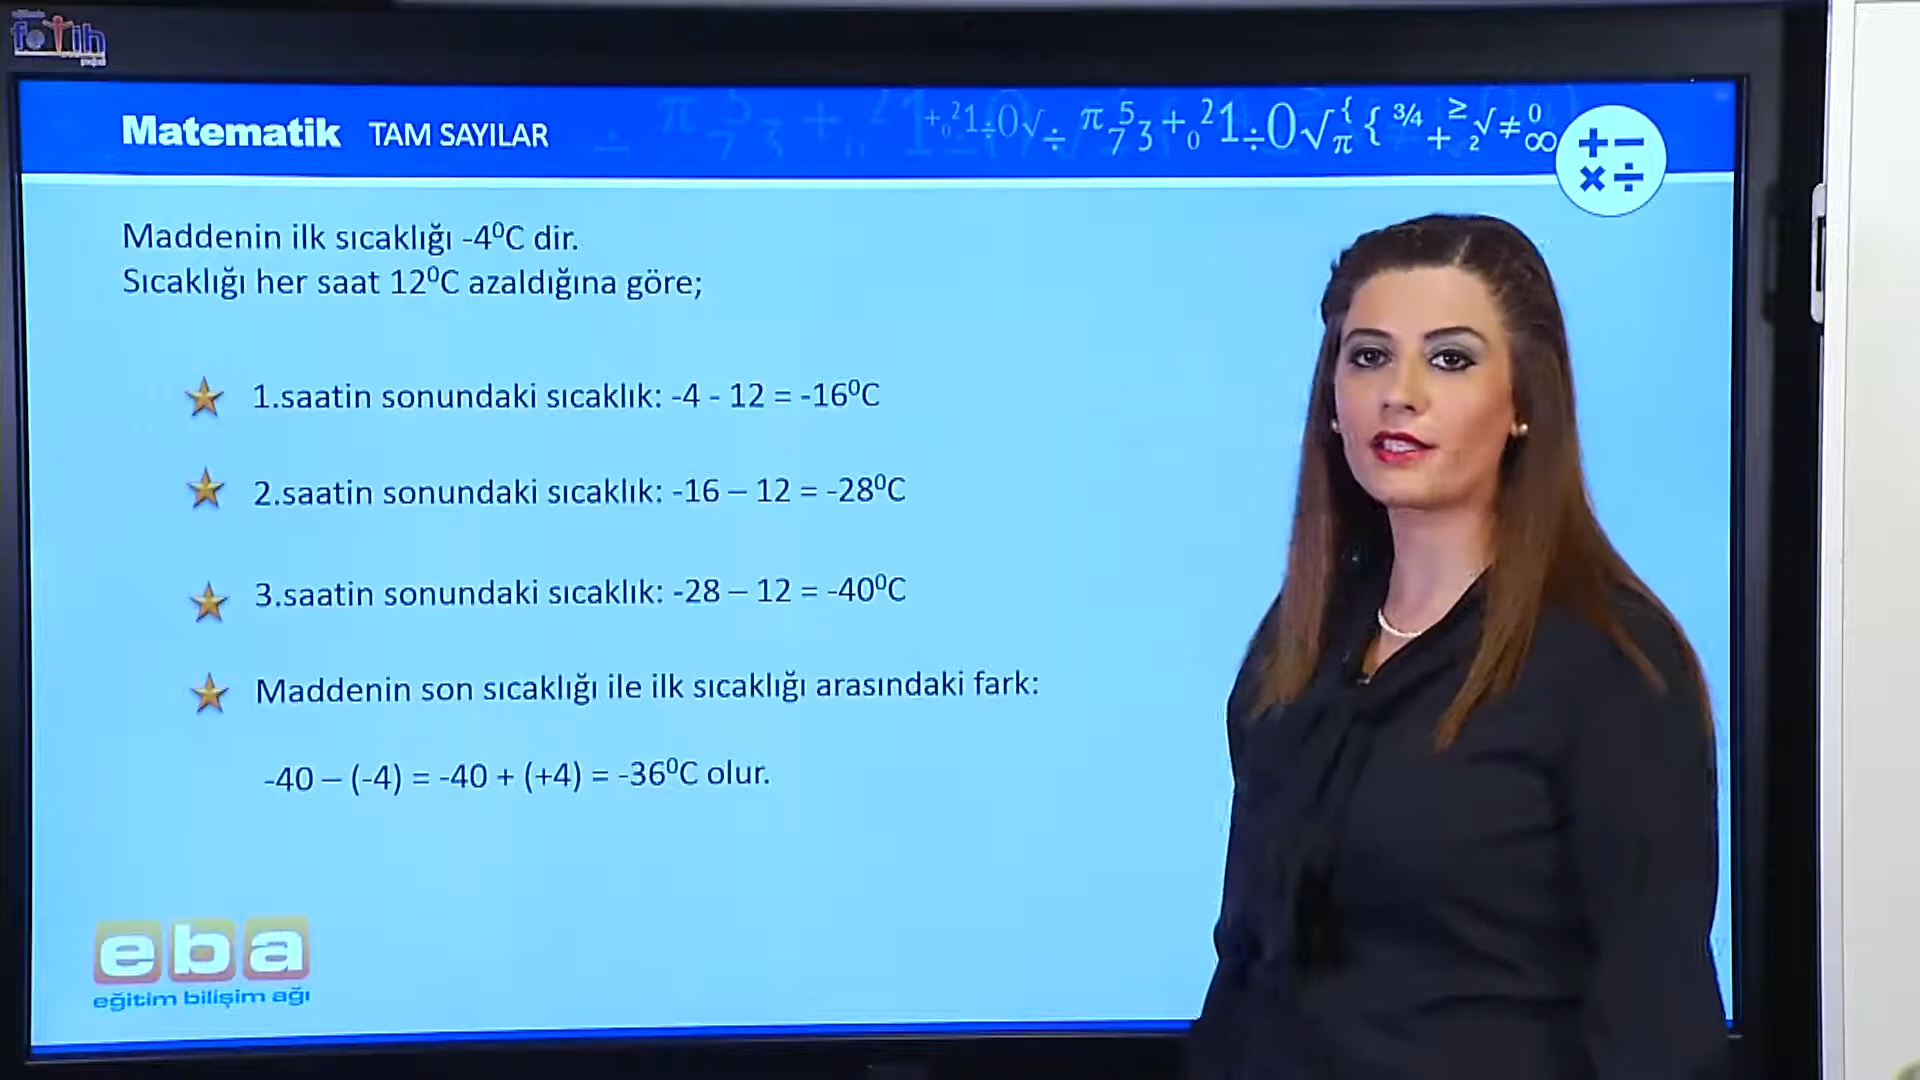 fatih
Matematik TAM SAYILAR
Maddenin ilk sıcaklığı -4⁰C dir.
Sıcaklığı her saat 12⁰C azaldığına göre;
1.saatin sonundaki sıcaklık: -4 - 12 = -16⁰C
2.saatin sonundaki sıcaklık: -16 – 12 = -28⁰C
3.saatin sonundaki sıcaklık: -28 – 12 = -40⁰C
Maddenin son sıcaklığı ile ilk sıcaklığı arasındaki fark:
-40 – (-4) = -40 + (+4) = -36⁰C olur.
eba
eğitim bilişim ağı